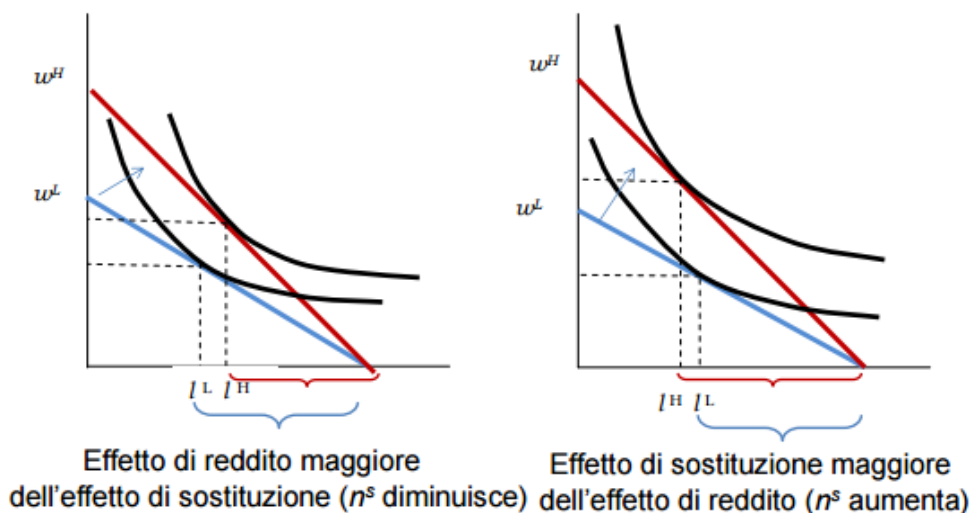 w^H
w^L
l^L l^H
Effetto di reddito maggiore
dell'effetto di sostituzione (n^s diminuisce)
w^H
w^L
l^H l^L
Effetto di sostituzione maggiore
dell'effetto di reddito (n^s aumenta)